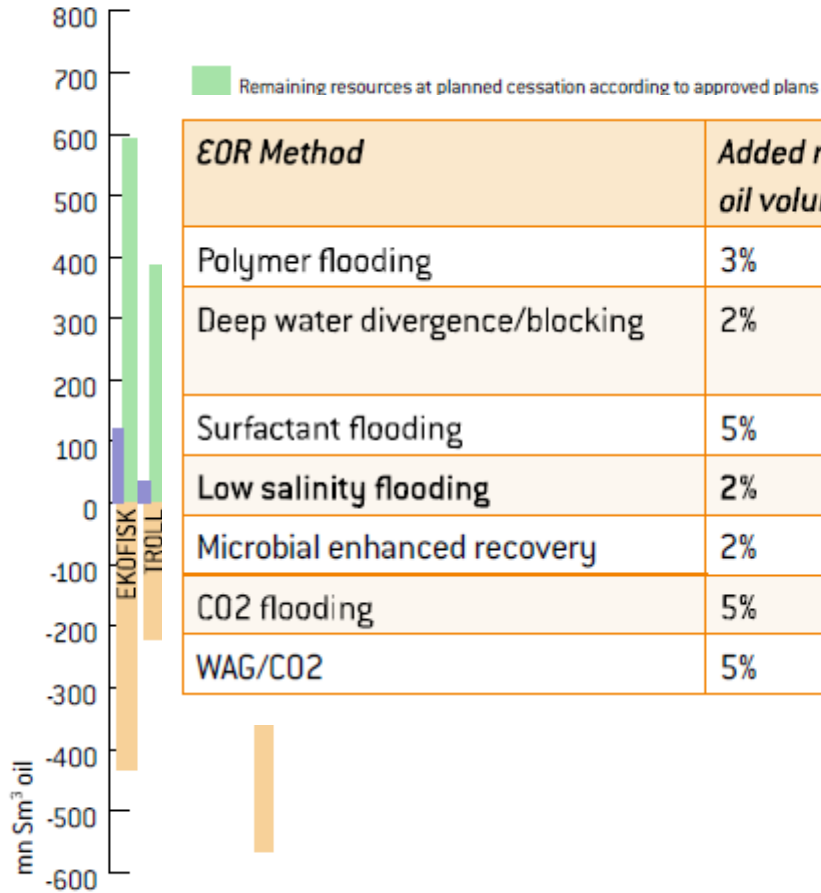 800
700
600
500
400
300
200
100
0
-100
-200
-300
-400
-500
-600
mn Sm³ oil
EKOFISK
TROLL
Remaining resources at planned cessation according to approved plans
EOR Method
Added
oil
Polymer flooding
3%
Deep water divergence/blocking
2%
Surfactant flooding
5%
Low salinity flooding
2%
Microbial enhanced recovery
2%
CO2 flooding
5%
WAG/CO2
5%